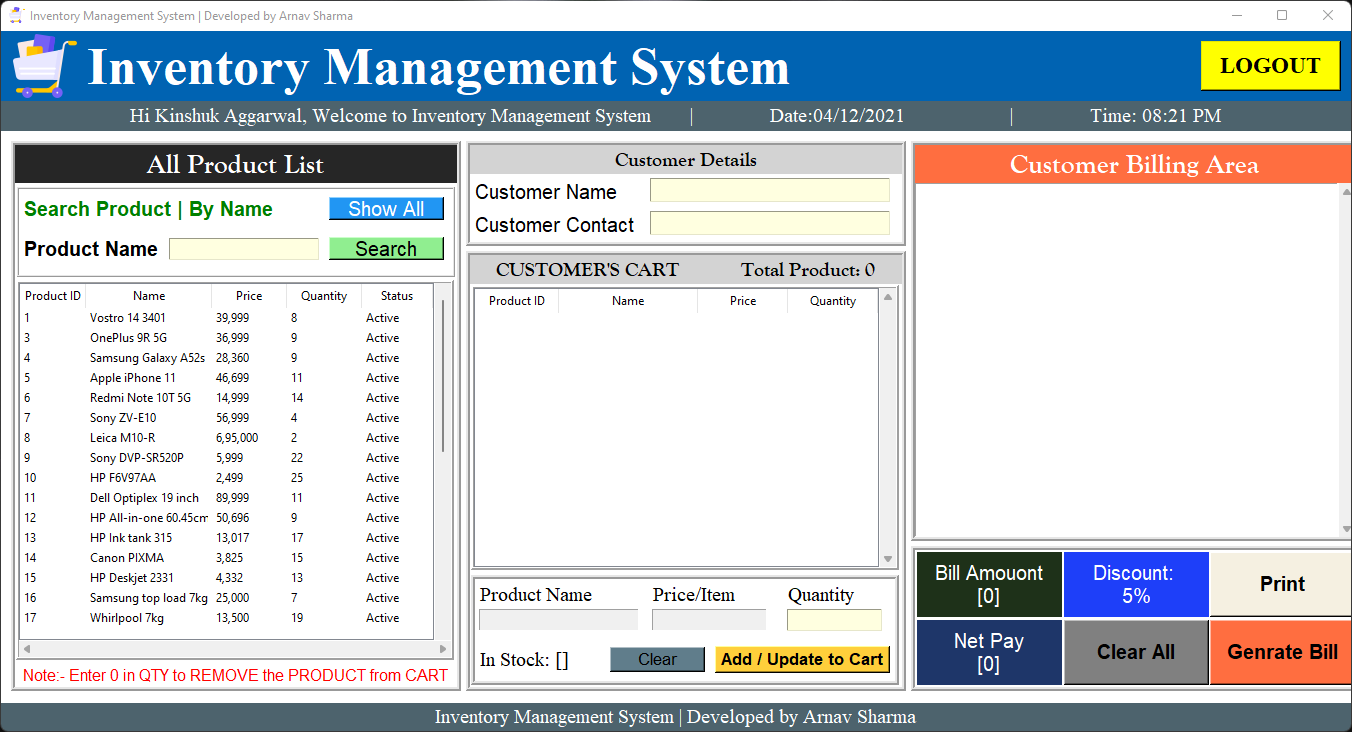 Inventory Management System | Developed by Arnav Sharma
Inventory Management System
LOGOUT
Hi Kinshuk Aggarwal, Welcome to Inventory Management System | Date:04/12/2021 | Time: 08:21 PM
All Product List
Search Product | By Name
Show All
Product Name
Search
Product ID Name Price Quantity Status
1 Vostro 14 3401 39,999 8 Active
3 OnePlus 9R 5G 36,999 9 Active
4 Samsung Galaxy A52s 28,360 9 Active
5 Apple iPhone 11 46,699 11 Active
6 Redmi Note 10T 5G 14,999 14 Active
7 Sony ZV-E10 56,999 4 Active
8 Leica M10-R 6,95,000 2 Active
9 Sony DVP-SR520P 5,999 22 Active
10 HP F6V97AA 2,499 25 Active
11 Dell Optiplex 19 inch 89,999 11 Active
12 HP All-in-one 60.45cm 50,696 9 Active
13 HP Ink tank 315 13,017 17 Active
14 Canon PIXMA 3,825 15 Active
15 HP Deskjet 2331 4,332 13 Active
16 Samsung top load 7kg 25,000 7 Active
17 Whirlpool 7kg 13,500 19 Active
Note:- Enter 0 in QTY to REMOVE the PRODUCT from CART
Customer Details
Customer Name
Customer Contact
CUSTOMER'S CART Total Product: 0
Product ID Name Price Quantity
Product Name Price/Item Quantity
In Stock: []
Clear
Add / Update to Cart
Customer Billing Area
Bill Amouont
[0]
Discount:
5%
Print
Net Pay
[0]
Clear All
Genrate Bill
Inventory Management System | Developed by Arnav Sharma